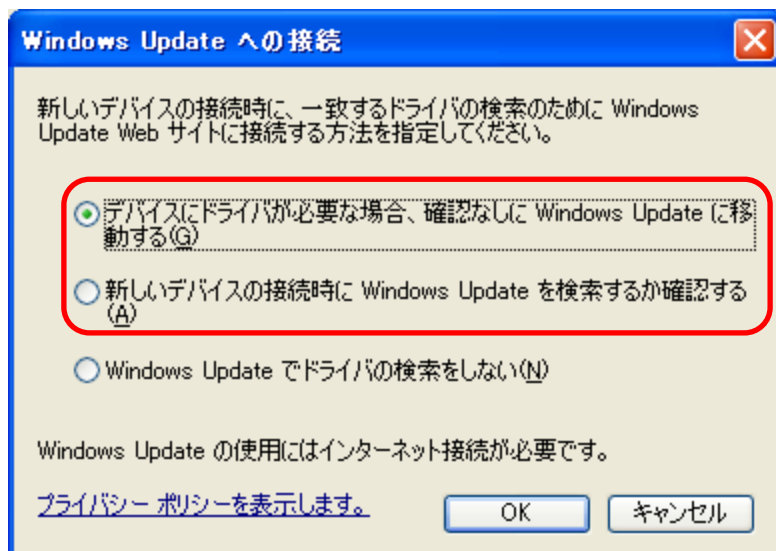 Windows Update への接続
新しいデバイスの接続時に、一致するドライバの検索のために Windows
Update Web サイトに接続する方法を指定してください。
デバイスにドライバが必要な場合、確認なしに Windows Update に移
動する(G)
新しいデバイスの接続時に Windows Update を検索するか確認する
(A)
Windows Update でドライバの検索をしない(N)
Windows Update の使用にはインターネット接続が必要です。
プライバシー ポリシーを表示します。
OK
キャンセル